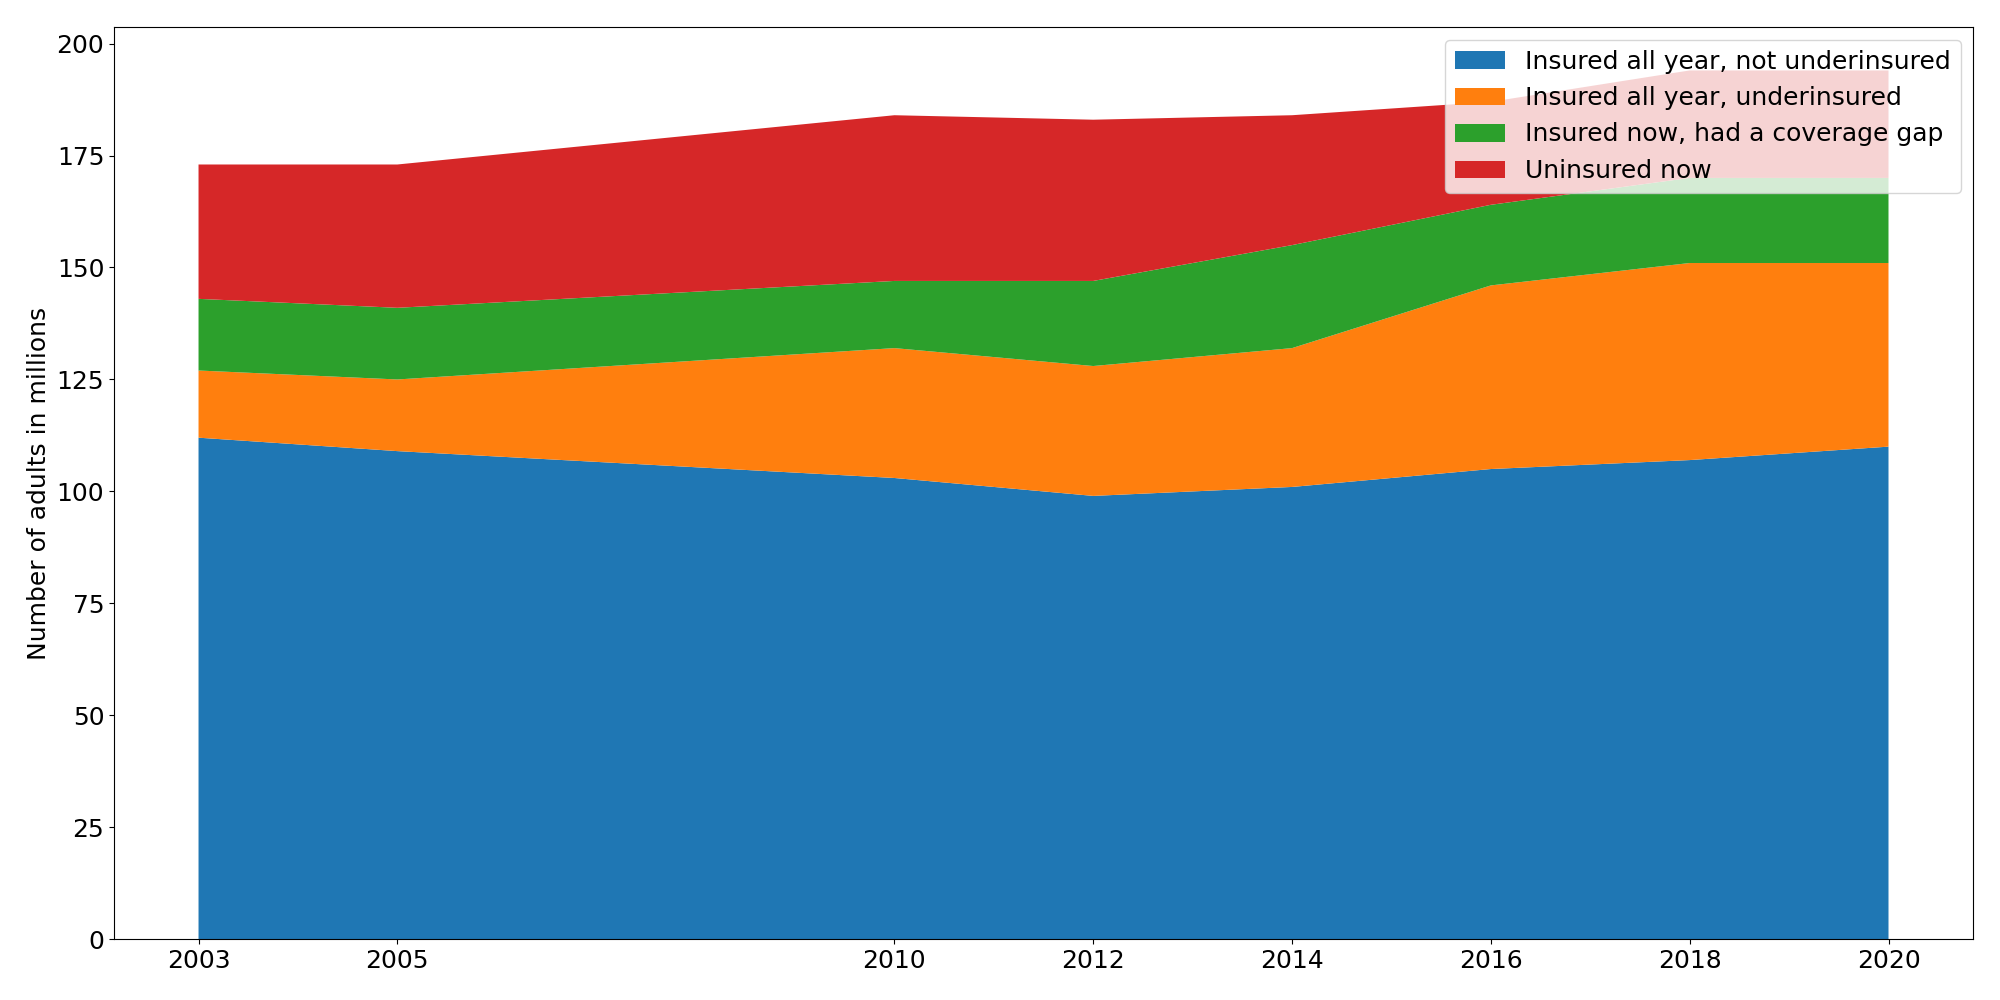 Number of adults in millions
200
175
150
125
100
75
50
25
0
Insured all year, not underinsured
Insured all year, underinsured
Insured now, had a coverage gap
Uninsured now
2003 2005 2010 2012 2014 2016 2018 2020